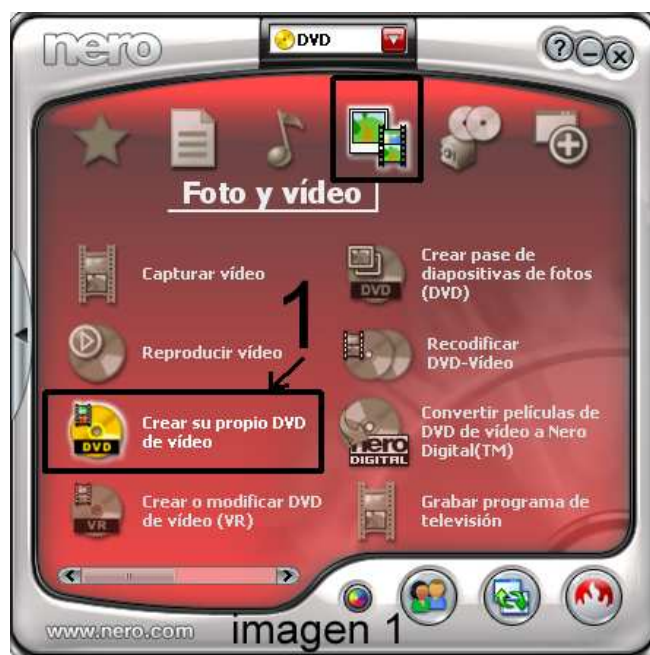 nero
DVD
?
Foto y vídeo
Capturar vídeo
Crear pase de
diapositivas de fotos
(DVD)
DVD
1
Reproducir vídeo
Recodificar
DVD-Vídeo
Crear su propio DVD
de vídeo
DVD
Convertir películas de
DVD de vídeo a Nero
Digital(TM)
nero
DIGITAL
Crear o modificar DVD
de vídeo (VR)
VR
Grabar programa de
televisión
www.nero.com
imagen 1